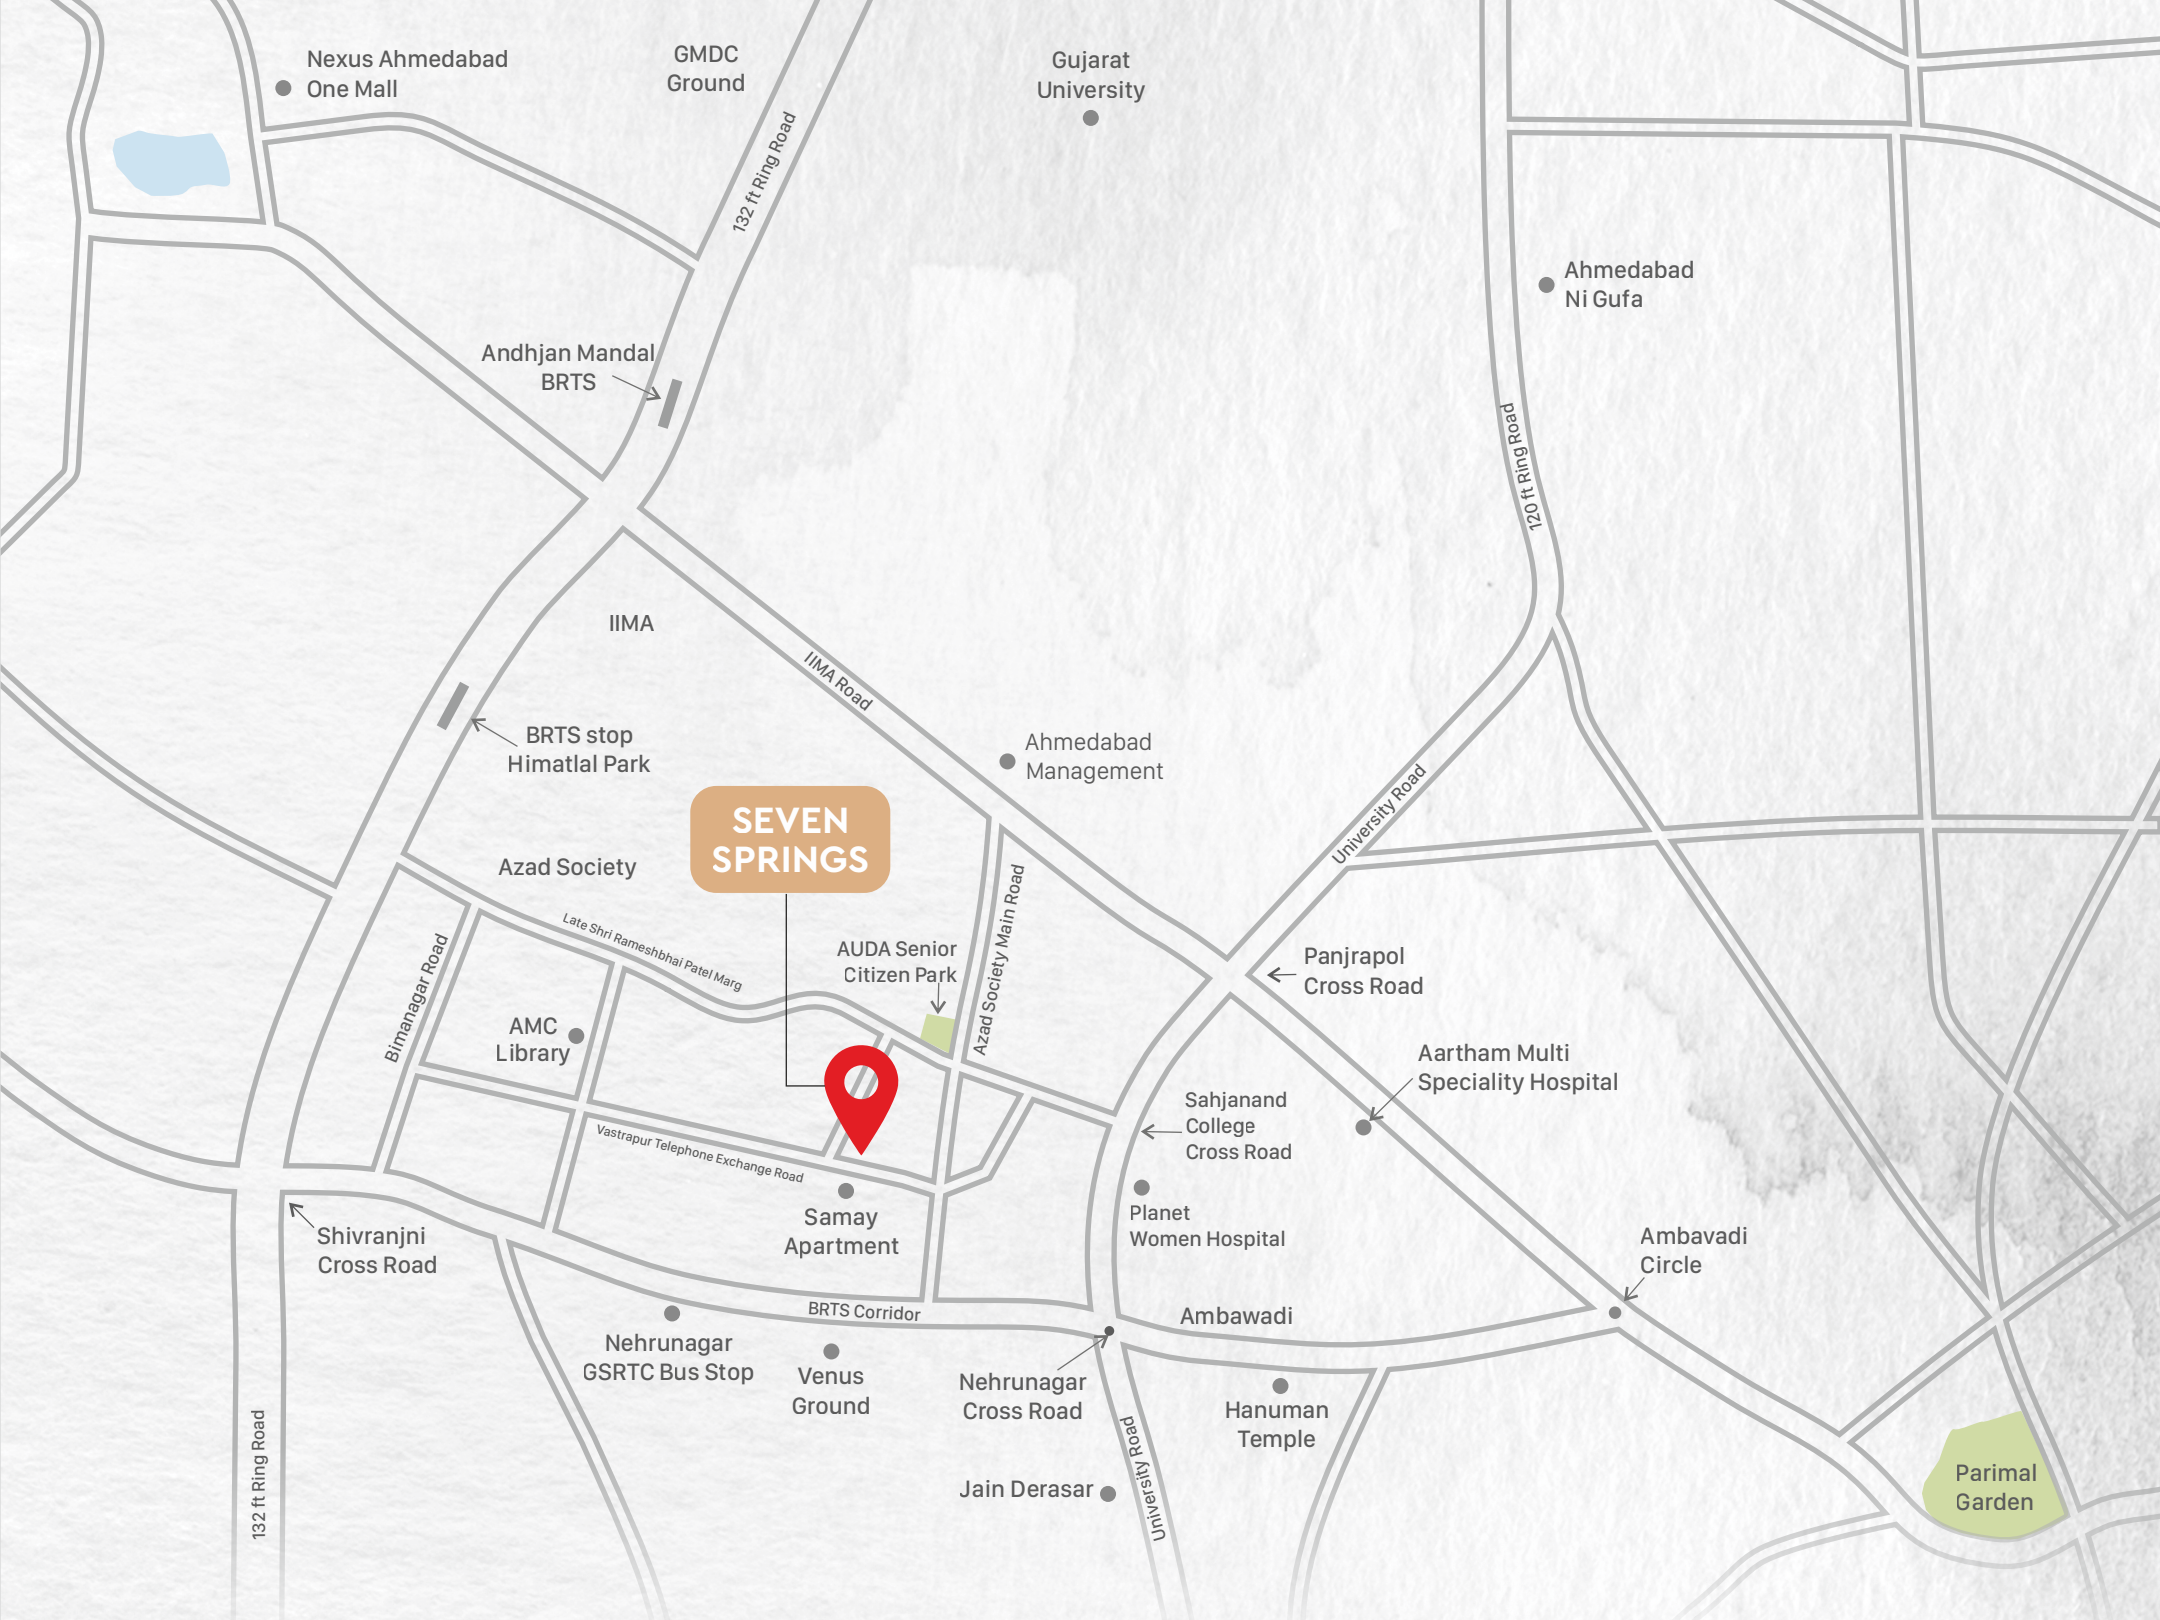 Nexus Ahmedabad
One Mall
GMDC
Ground
Gujarat
University
132 ft Ring Road
Ahmedabad
Ni Gufa
Andhjan Mandal
BRTS
120 ft Ring Road
IIMA
IIMA Road
BRTS stop
Himatlal Park
Ahmedabad
Management
University Road
SEVEN
SPRINGS
Azad Society
Late Shri Rameshbhai Patel Marg
AUDA Senior
Citizen Park
Azad Society Main Road
Panjrapol
Cross Road
Bimanagar Road
AMC
Library
Aartham Multi
Speciality Hospital
Sahjanand
College
Cross Road
Vastrapur Telephone Exchange Road
Samay
Apartment
Planet
Women Hospital
Shivranjni
Cross Road
Ambavadi
Circle
BRTS Corridor
Ambawadi
Nehrunagar
GSRTC Bus Stop
Venus
Ground
Nehrunagar
Cross Road
Hanuman
Temple
132 ft Ring Road
University Road
Jain Derasar
Parimal
Garden